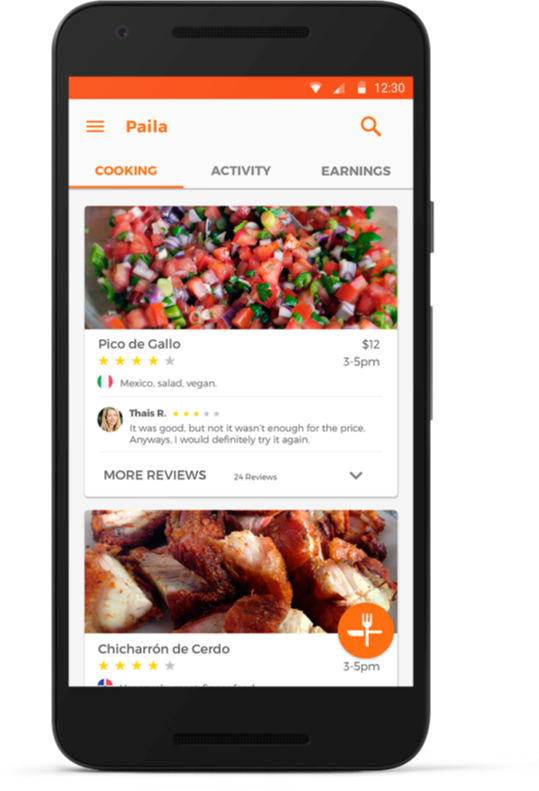 12:30
Paila
COOKING ACTIVITY EARNINGS
Pico de Gallo $12
3-5pm
Mexico, salad, vegan.
Thais R.
It was good, but not it wasn't enough for the price.
Anyways, I would definitely try it again.
MORE REVIEWS 24 Reviews
Chicharrón de Cerdo
3-5pm